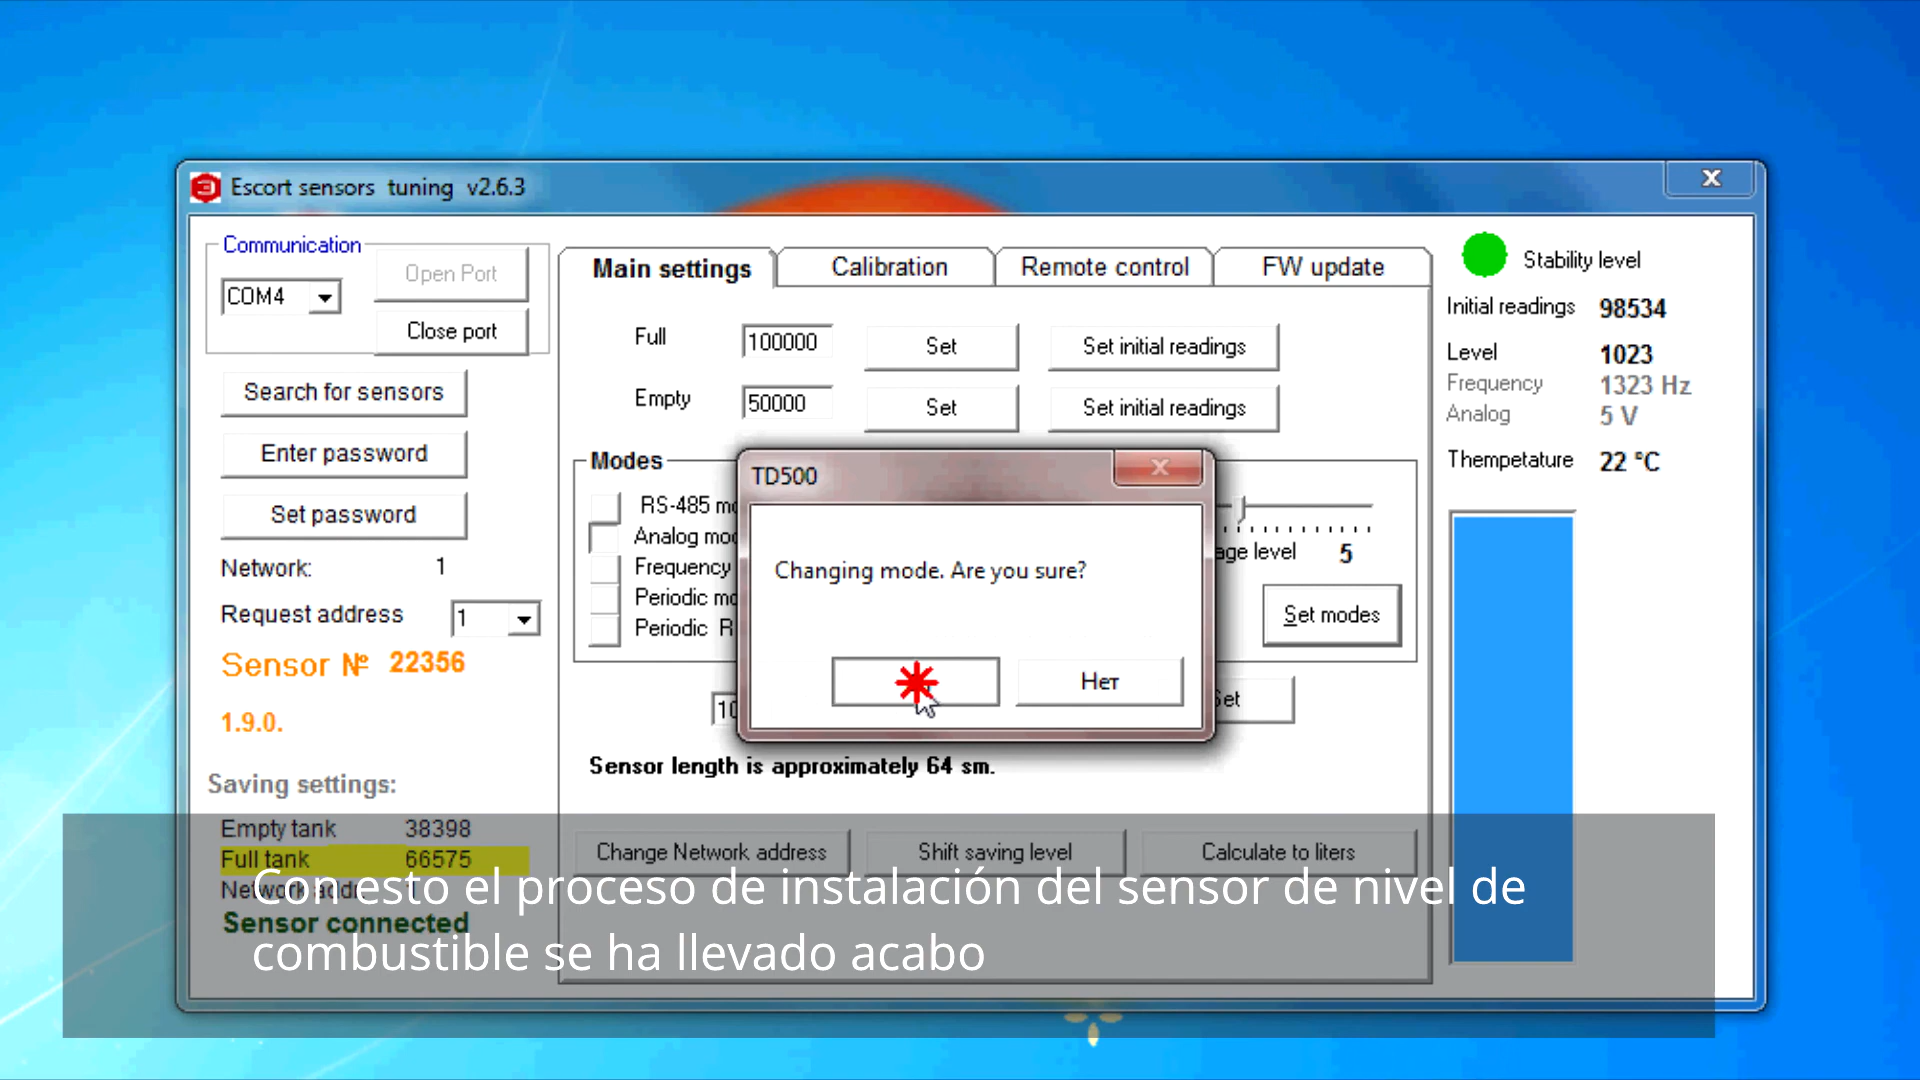 Escort sensors tuning v2.6.3
X
Communication
COM4
Open Port
Close port
Search for sensors
Enter password
Set password
Network: 1
Request address 1
Sensor № 22356
1.9.0.
Saving settings:
Empty tank 38398
Full tank 66575
Network addr 1
Sensor connected
Main settings
Calibration
Remote control
FW update
Full 100000 Set Set initial readings
Empty 50000 Set Set initial readings
Modes
RS-485
Analog
Frequency
Periodic
Periodic R
level 5
Set modes
Set
Sensor length is approximately 64 sm.
Change Network address
Shift saving level
Calculate to liters
TD500
X
Changing mode. Are you sure?
Нет
Stability level
Initial readings 98534
Level 1023
Frequency 1323 Hz
Analog 5 V
Thempetature 22 °C
Con esto el proceso de instalación del sensor de nivel de
combustible se ha llevado acabo